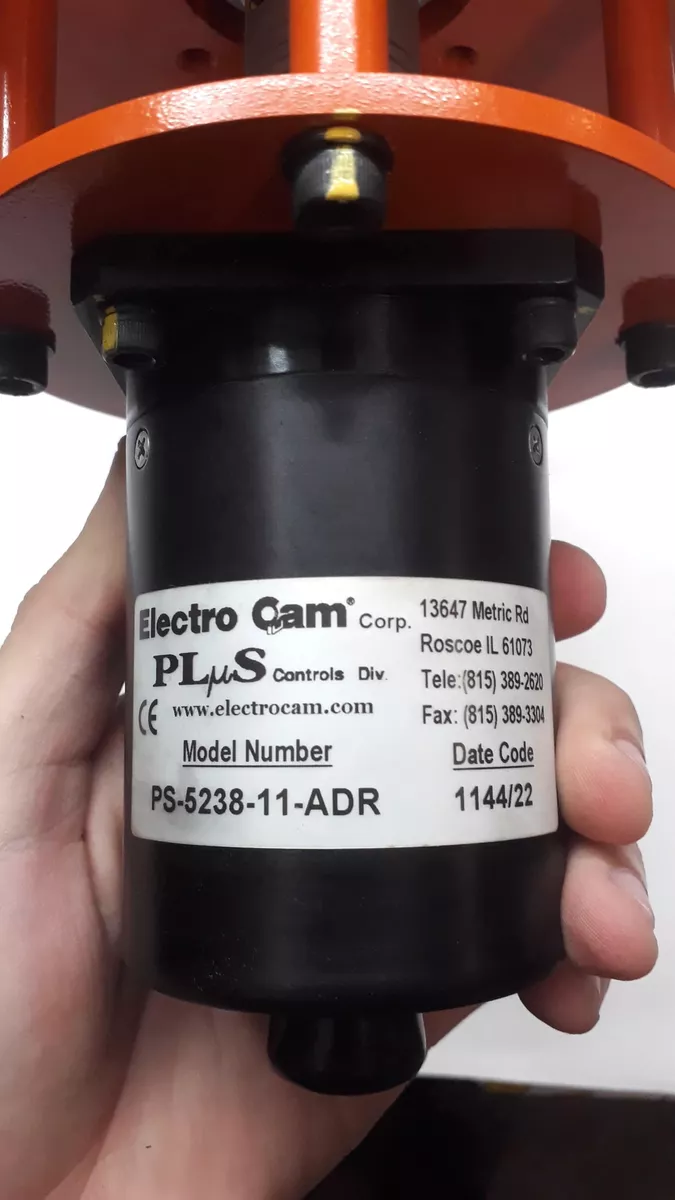 Electro Cam® Corp.
PLµS Controls Div.
CE www.electrocam.com
13647 Metric Rd
Roscoe IL 61073
Tele:(815) 389-2620
Fax: (815) 389-3304
Model Number
PS-5238-11-ADR
Date Code
1144/22